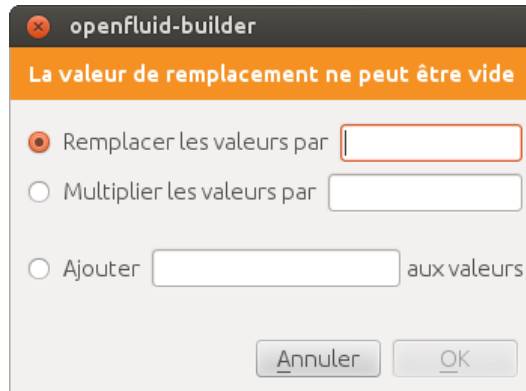 openfluid-builder
La valeur de remplacement ne peut être vide
Remplacer les valeurs par
Multiplier les valeurs par
Ajouter aux valeurs
Annuler OK